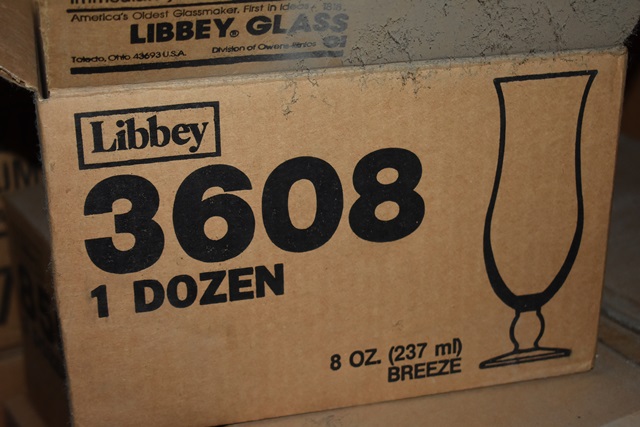 America's Oldest Glassmaker. First in Ideas
LIBBEY® GLASS
Toledo, Ohio 43693 U.S.A. Division of Owens-Illinois
Libbey
3608
1 DOZEN
8 OZ. (237 ml)
BREEZE